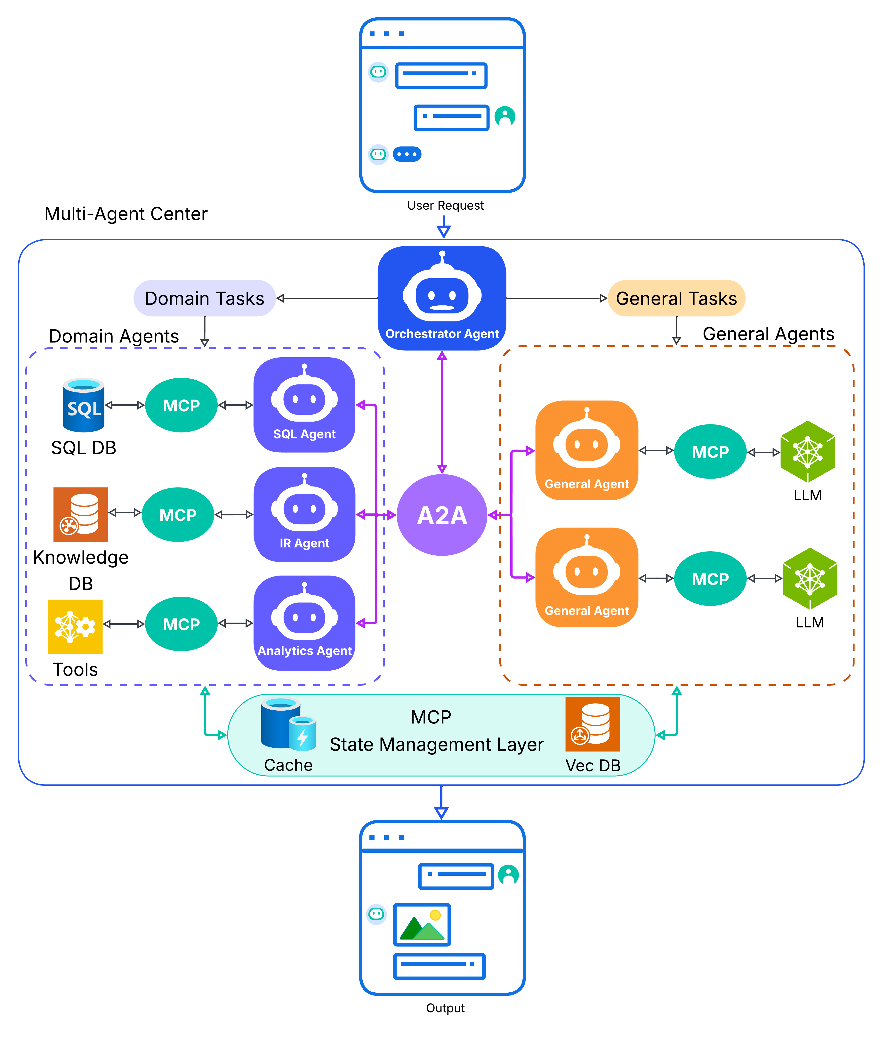 User Request
Multi-Agent Center
Orchestrator Agent
Domain Tasks
General Tasks
Domain Agents
General Agents
SQL
SQL DB
MCP
SQL Agent
Knowledge
DB
MCP
IR Agent
Tools
MCP
Analytics Agent
A2A
General Agent
MCP
LLM
General Agent
MCP
LLM
MCP
State Management Layer
Cache
Vec DB
Output